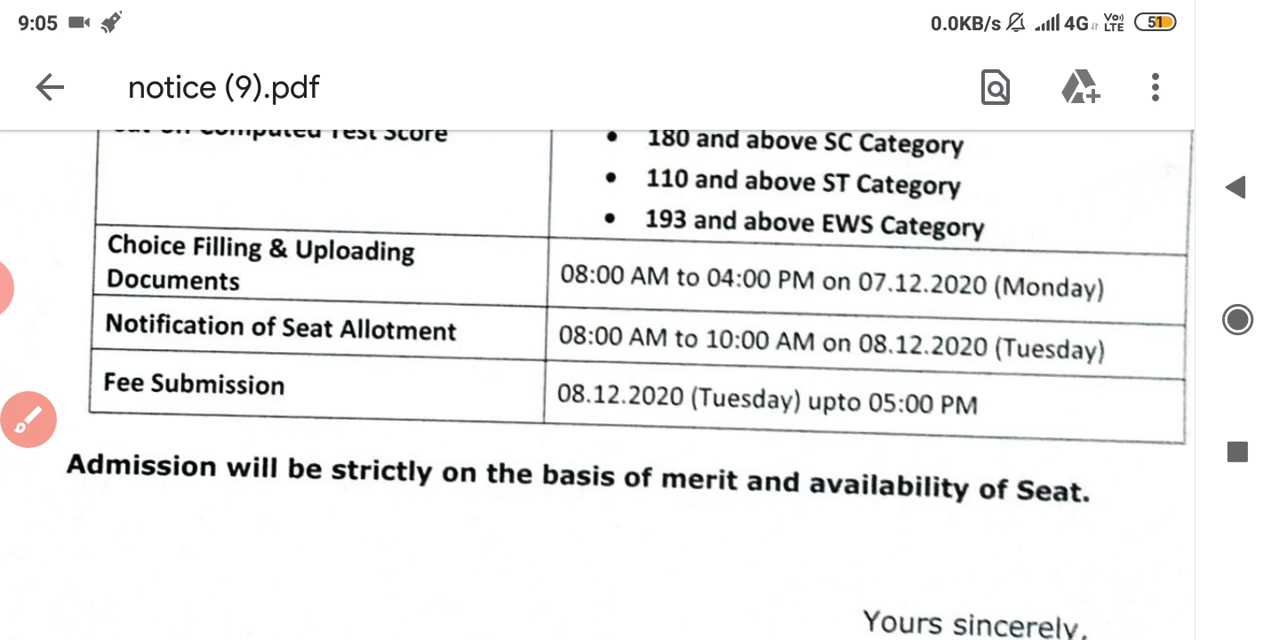 9:05 0.0KB/s 4G Vo)) LTE 51
notice (9).pdf
Computed Test Score
• 180 and above SC Category
• 110 and above ST Category
• 193 and above EWS Category
Choice Filling & Uploading
Documents
08:00 AM to 04:00 PM on 07.12.2020 (Monday)
Notification of Seat Allotment
08:00 AM to 10:00 AM on 08.12.2020 (Tuesday)
Fee Submission
08.12.2020 (Tuesday) upto 05:00 PM
Admission will be strictly on the basis of merit and availability of Seat.
Yours sincerely,